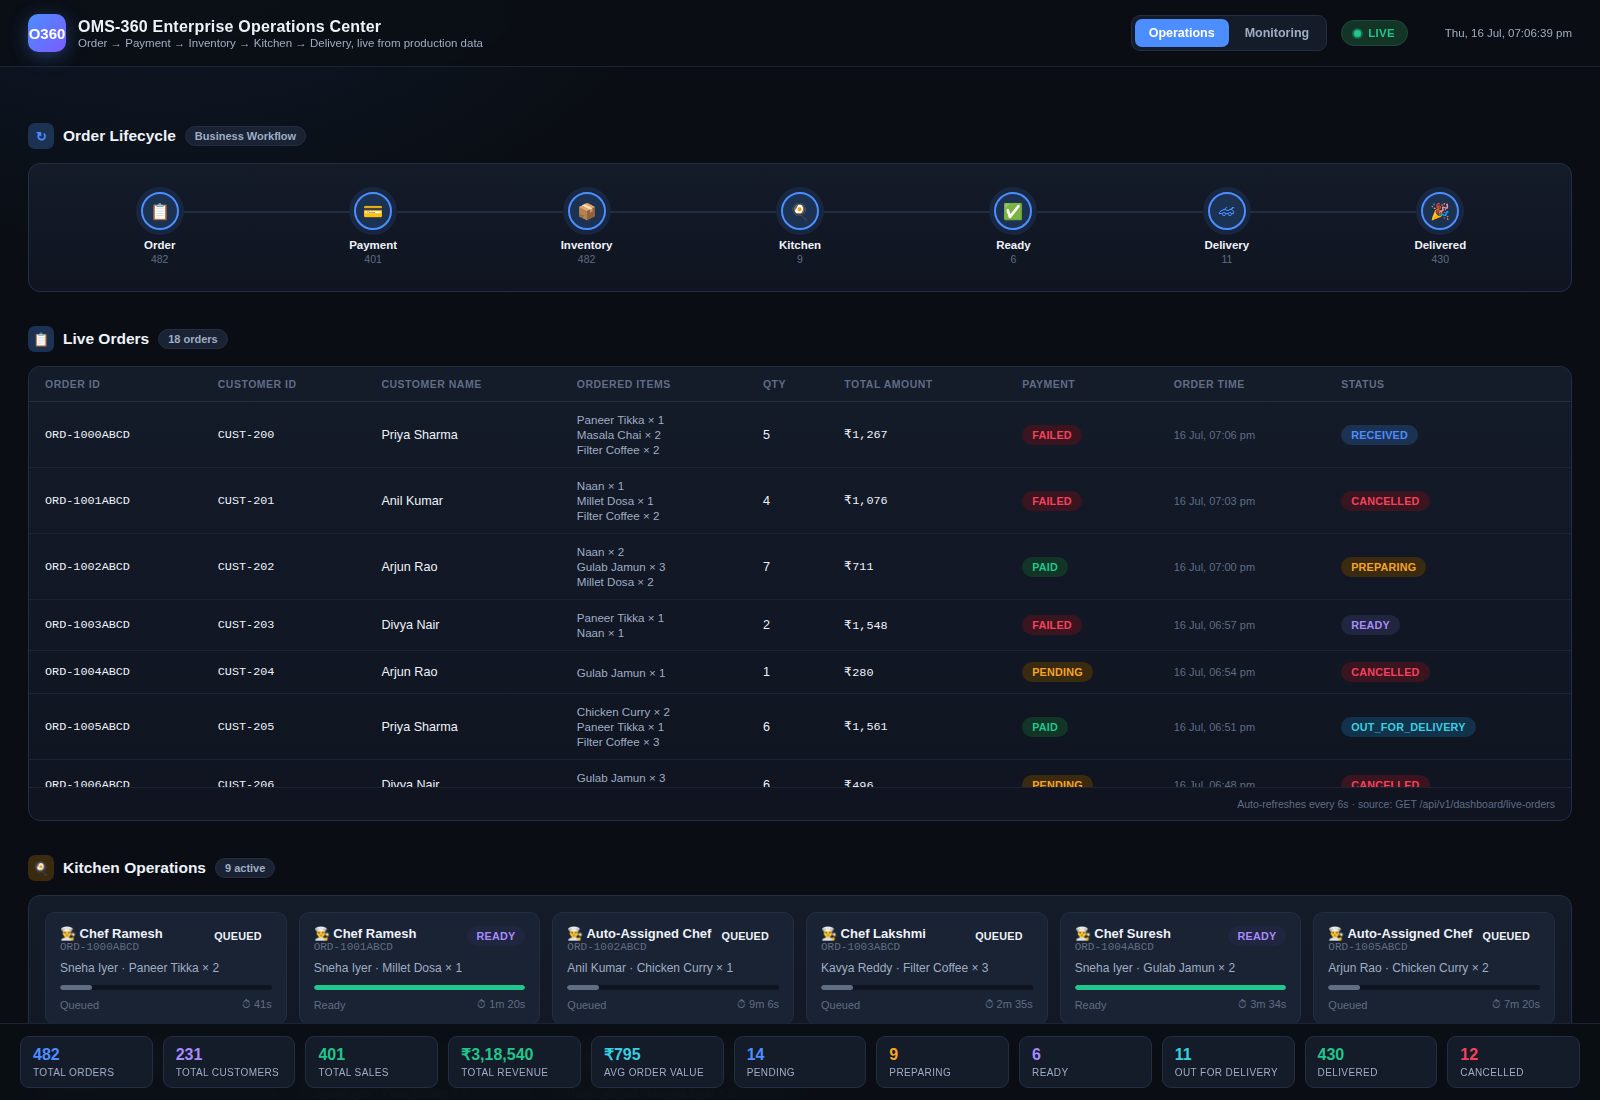 O360
OMS-360 Enterprise Operations Center
Order → Payment → Inventory → Kitchen → Delivery, live from production data
Operations
Monitoring
LIVE
Thu, 16 Jul, 07:06:39 pm
Order Lifecycle
Business Workflow
Order
482
Payment
401
Inventory
482
Kitchen
9
Ready
6
Delivery
11
Delivered
430
Live Orders
18 orders
ORDER ID CUSTOMER ID CUSTOMER NAME ORDERED ITEMS QTY TOTAL AMOUNT PAYMENT ORDER TIME STATUS
ORD-1000ABCD CUST-200 Priya Sharma
Paneer Tikka × 1
Masala Chai × 2
Filter Coffee × 2
5 ₹1,267 FAILED 16 Jul, 07:06 pm RECEIVED
ORD-1001ABCD CUST-201 Anil Kumar
Naan × 1
Millet Dosa × 1
Filter Coffee × 2
4 ₹1,076 FAILED 16 Jul, 07:03 pm CANCELLED
ORD-1002ABCD CUST-202 Arjun Rao
Naan × 2
Gulab Jamun × 3
Millet Dosa × 2
7 ₹711 PAID 16 Jul, 07:00 pm PREPARING
ORD-1003ABCD CUST-203 Divya Nair
Paneer Tikka × 1
Naan × 1
2 ₹1,548 FAILED 16 Jul, 06:57 pm READY
ORD-1004ABCD CUST-204 Arjun Rao
Gulab Jamun × 1
1 ₹280 PENDING 16 Jul, 06:54 pm CANCELLED
ORD-1005ABCD CUST-205 Priya Sharma
Chicken Curry × 2
Paneer Tikka × 1
Filter Coffee × 3
6 ₹1,561 PAID 16 Jul, 06:51 pm OUT_FOR_DELIVERY
ORD-1006ABCD CUST-206 Divya Nair
Gulab Jamun × 3
6 ₹496 PENDING 16 Jul, 06:48 pm CANCELLED
Auto-refreshes every 6s · source: GET /api/v1/dashboard/live-orders
Kitchen Operations
9 active
Chef Ramesh QUEUED
ORD-1000ABCD
Sneha Iyer · Paneer Tikka × 2
Queued 41s
Chef Ramesh READY
ORD-1001ABCD
Sneha Iyer · Millet Dosa × 1
Ready 1m 20s
Auto-Assigned Chef QUEUED
ORD-1002ABCD
Anil Kumar · Chicken Curry × 1
Queued 9m 6s
Chef Lakshmi QUEUED
ORD-1003ABCD
Kavya Reddy · Filter Coffee × 3
Queued 2m 35s
Chef Suresh READY
ORD-1004ABCD
Sneha Iyer · Gulab Jamun × 2
Ready 3m 34s
Auto-Assigned Chef QUEUED
ORD-1005ABCD
Arjun Rao · Chicken Curry × 2
Queued 7m 20s
482
TOTAL ORDERS
231
TOTAL CUSTOMERS
401
TOTAL SALES
₹3,18,540
TOTAL REVENUE
₹795
AVG ORDER VALUE
14
PENDING
9
PREPARING
6
READY
11
OUT FOR DELIVERY
430
DELIVERED
12
CANCELLED